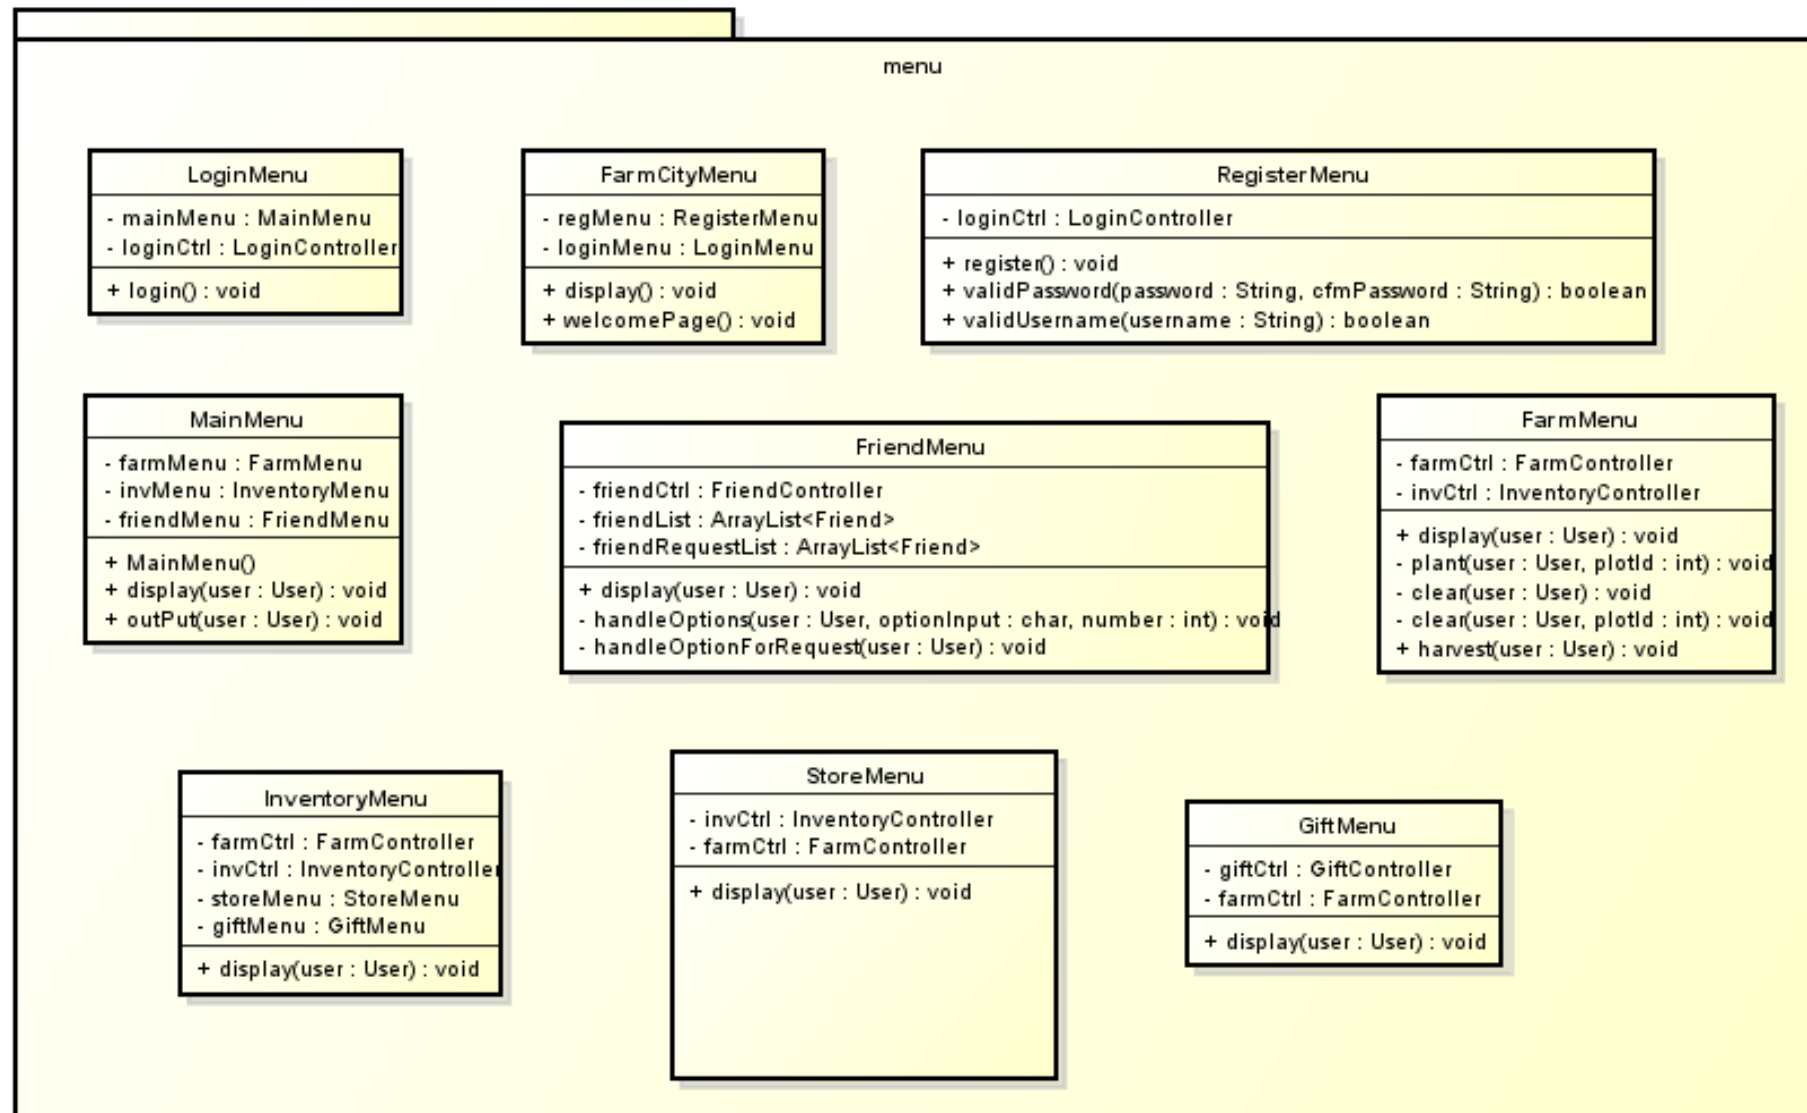 menu
LoginMenu
- mainMenu : MainMenu
- loginCtrl : LoginController
+ login() : void
FarmCityMenu
- regMenu : RegisterMenu
- loginMenu : LoginMenu
+ display() : void
+ welcomePage() : void
RegisterMenu
- loginCtrl : LoginController
+ register() : void
+ validPassword(password : String, cfmPassword : String) : boolean
+ validUsername(username : String) : boolean
MainMenu
- farmMenu : FarmMenu
- invMenu : InventoryMenu
- friendMenu : FriendMenu
+ MainMenu()
+ display(user : User) : void
+ outPut(user : User) : void
FriendMenu
- friendCtrl : FriendController
- friendList : ArrayList<Friend>
- friendRequestList : ArrayList<Friend>
+ display(user : User) : void
- handleOptions(user : User, optionInput : char, number : int) : void
- handleOptionForRequest(user : User) : void
FarmMenu
- farmCtrl : FarmController
- invCtrl : InventoryController
+ display(user : User) : void
- plant(user : User, plotId : int) : void
- clear(user : User) : void
- clear(user : User, plotId : int) : void
+ harvest(user : User) : void
InventoryMenu
- farmCtrl : FarmController
- invCtrl : InventoryController
- storeMenu : StoreMenu
- giftMenu : GiftMenu
+ display(user : User) : void
StoreMenu
- invCtrl : InventoryController
- farmCtrl : FarmController
+ display(user : User) : void
GiftMenu
- giftCtrl : GiftController
- farmCtrl : FarmController
+ display(user : User) : void